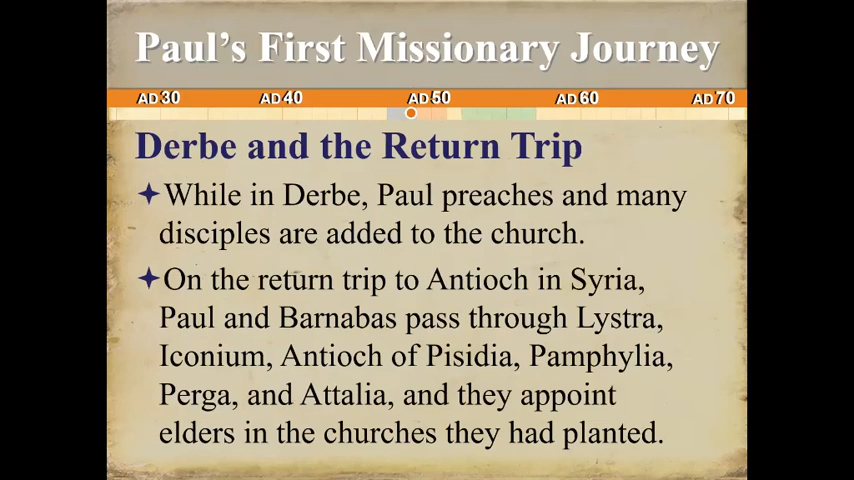 Paul's First Missionary Journey
AD 30 AD 40 AD 50 AD 60 AD 70
Derbe and the Return Trip
While in Derbe, Paul preaches and many
disciples are added to the church.
On the return trip to Antioch in Syria,
Paul and Barnabas pass through Lystra,
Iconium, Antioch of Pisidia, Pamphylia,
Perga, and Attalia, and they appoint
elders in the churches they had planted.